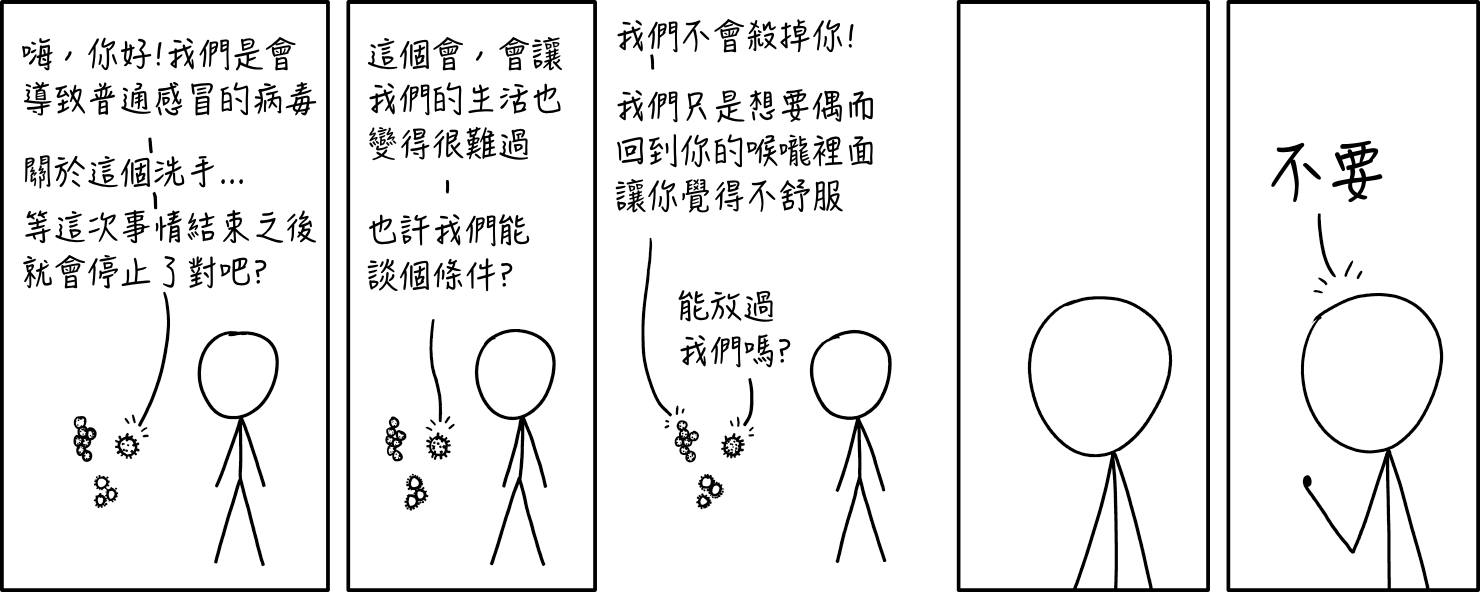 嗨，你好!我們是會
導致普通感冒的病毒
關於這個洗手...
等這次事情結束之後
就會停止了對吧?
這個會，會讓
我們的生活也
變得很難過
也許我們能
談個條件?
我們不會殺掉你!
我們只是想要偶而
回到你的喉嚨裡面
讓你覺得不舒服
能放過
我們嗎?
不要